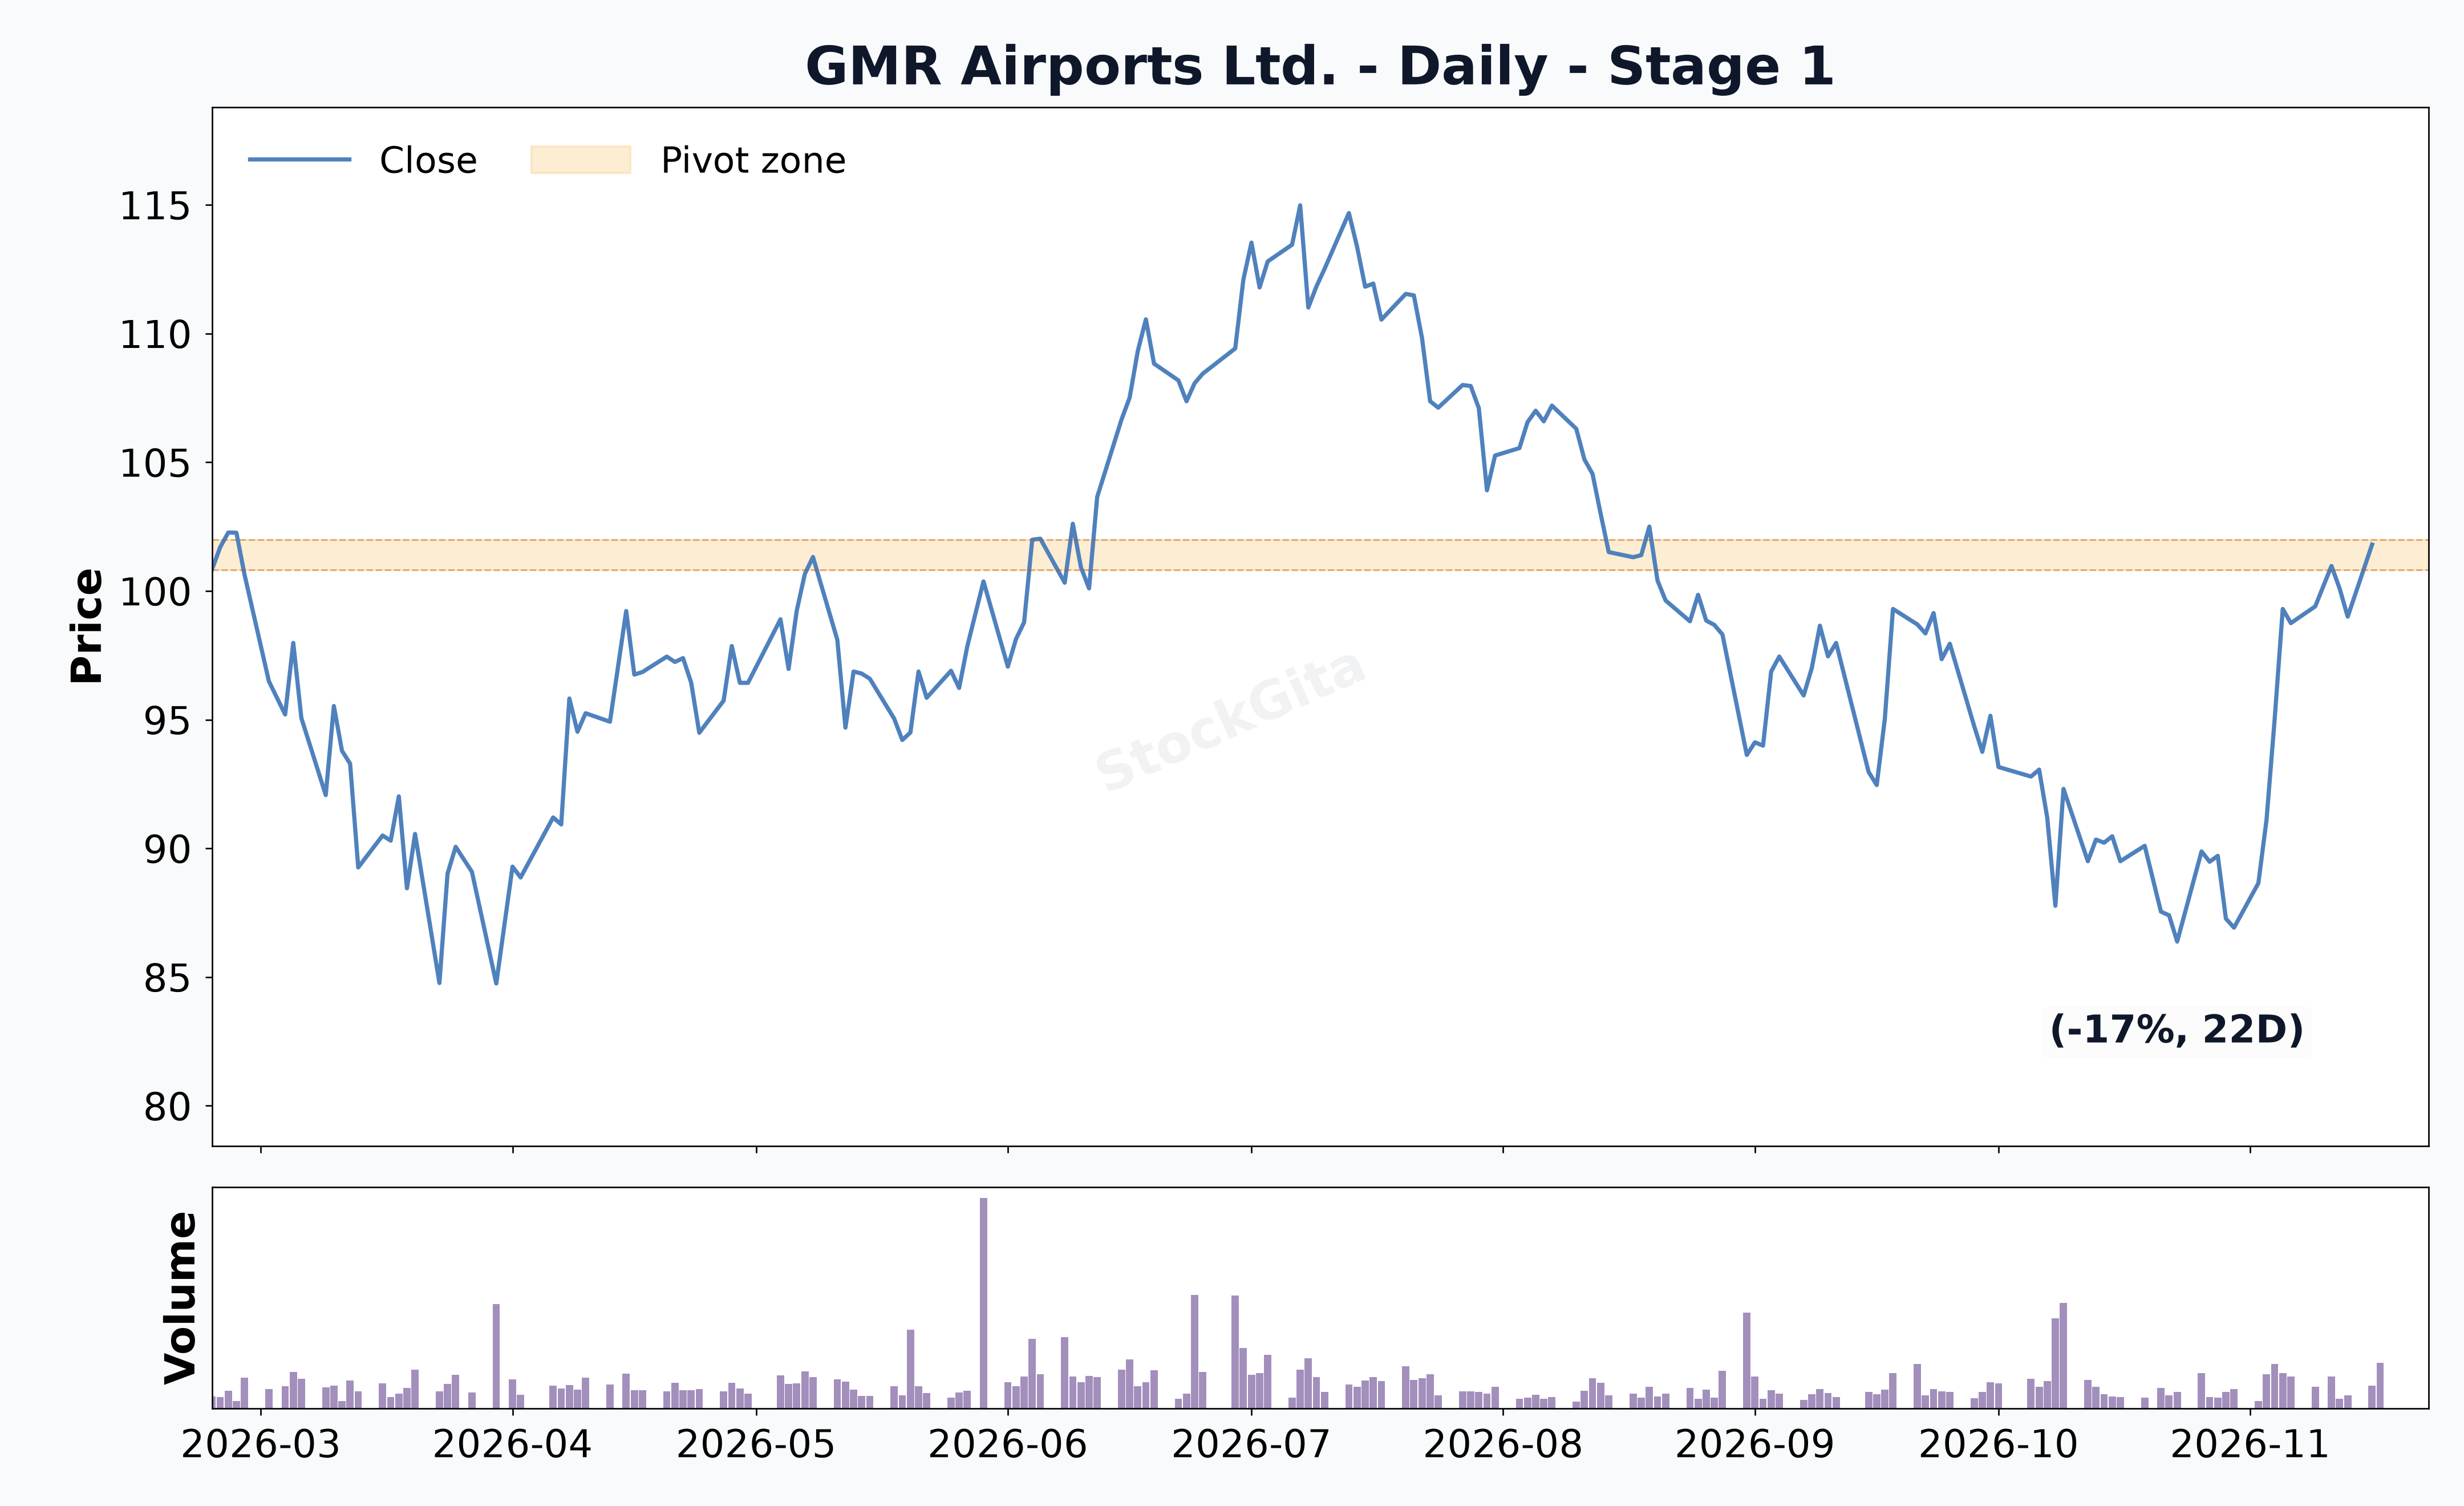 GMR Airports Ltd. - Daily - Stage 1
Close
Pivot zone
Price
115
110
105
100
95
90
85
80
StockGita
(-17%, 22D)
Volume
2026-03
2026-04
2026-05
2026-06
2026-07
2026-08
2026-09
2026-10
2026-11